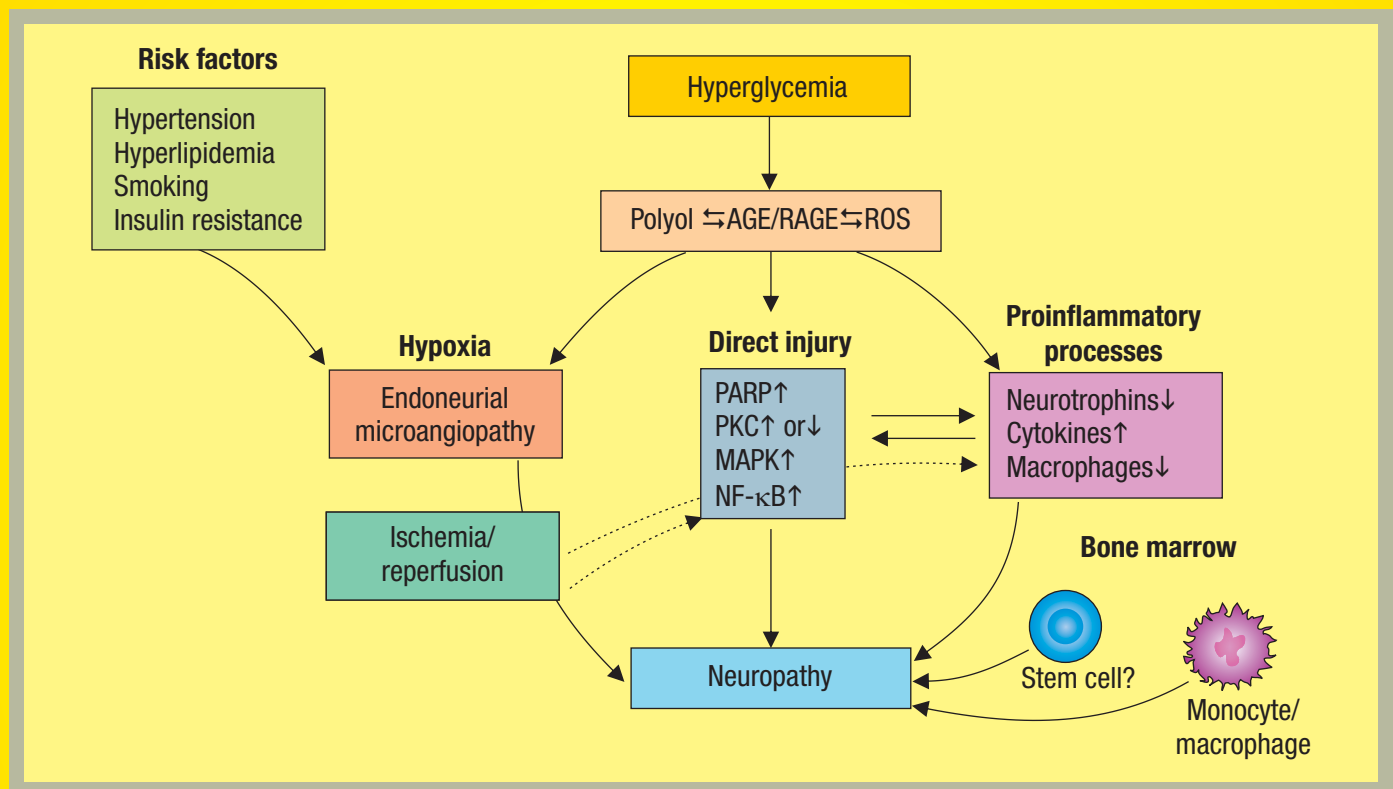 Risk factors
Hypertension
Hyperlipidemia
Smoking
Insulin resistance
Hyperglycemia
Polyol ⇆AGE/RAGE⇆ROS
Hypoxia
Endoneurial
microangiopathy
Ischemia/
reperfusion
Direct injury
PARP↑
PKC↑ or↓
MAPK↑
NF-κB↑
Proinflammatory
processes
Neurotrophins↓
Cytokines↑
Macrophages↓
Bone marrow
Stem cell?
Monocyte/
macrophage
Neuropathy